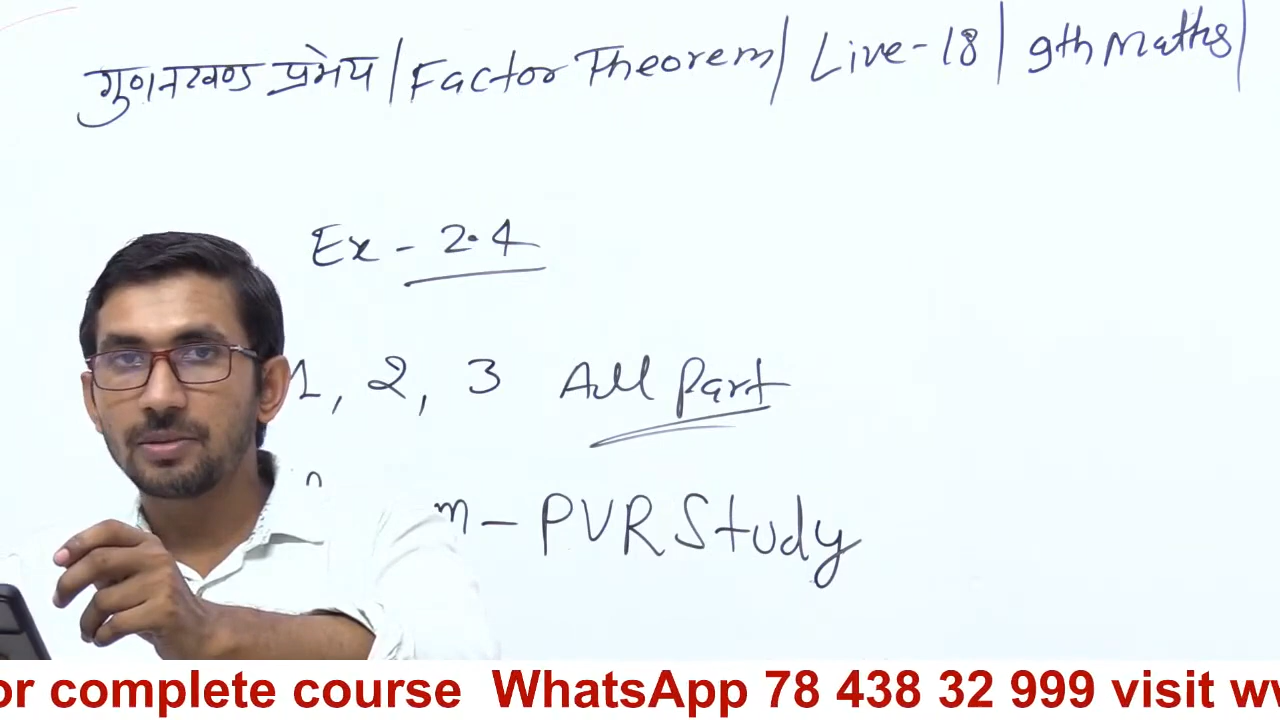 गुणनखण्ड प्रमेय | Factor Theorem | Live-18 | 9th Maths |
Ex - 2.4
1, 2, 3 All Part
m - PVR Study
or complete course WhatsApp 78 438 32 999 visit